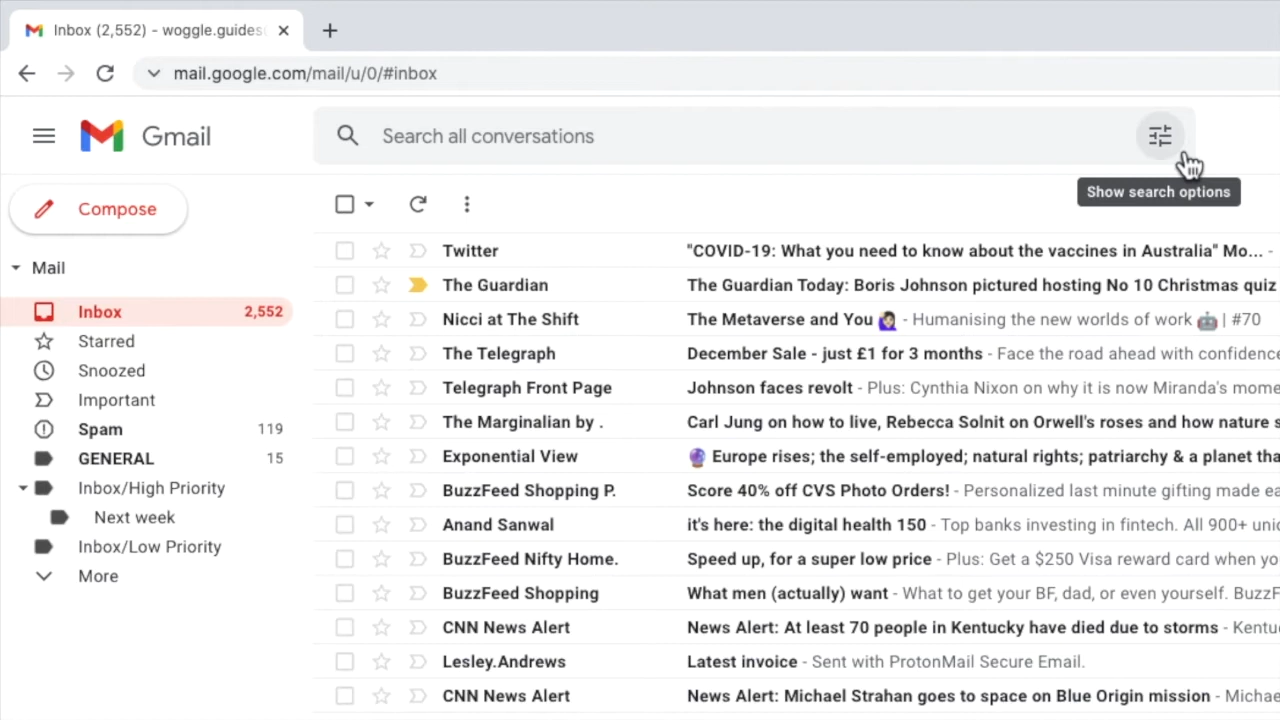 Inbox (2,552) - woggle.guides
mail.google.com/mail/u/0/#inbox
Gmail
Search all conversations
Show search options
Compose
Mail
Inbox 2,552
Starred
Snoozed
Important
Spam 119
GENERAL 15
Inbox/High Priority
Next week
Inbox/Low Priority
More
Twitter "COVID-19: What you need to know about the vaccines in Australia" Mo... -
The Guardian The Guardian Today: Boris Johnson pictured hosting No 10 Christmas quiz
Nicci at The Shift The Metaverse and You 🙋🏻‍♀️ - Humanising the new worlds of work 🤖 | #70
The Telegraph December Sale - just £1 for 3 months - Face the road ahead with confidence
Telegraph Front Page Johnson faces revolt - Plus: Cynthia Nixon on why it is now Miranda's mome
The Marginalian by . Carl Jung on how to live, Rebecca Solnit on Orwell's roses and how nature s
Exponential View 🔮 Europe rises; the self-employed; natural rights; patriarchy & a planet tha
BuzzFeed Shopping P. Score 40% off CVS Photo Orders! - Personalized last minute gifting made ea
Anand Sanwal it's here: the digital health 150 - Top banks investing in fintech. All 900+ unic
BuzzFeed Nifty Home. Speed up, for a super low price - Plus: Get a $250 Visa reward card when yo
BuzzFeed Shopping What men (actually) want - What to get your BF, dad, or even yourself. BuzzF
CNN News Alert News Alert: At least 70 people in Kentucky have died due to storms - Kentu
Lesley.Andrews Latest invoice - Sent with ProtonMail Secure Email.
CNN News Alert News Alert: Michael Strahan goes to space on Blue Origin mission - Michae